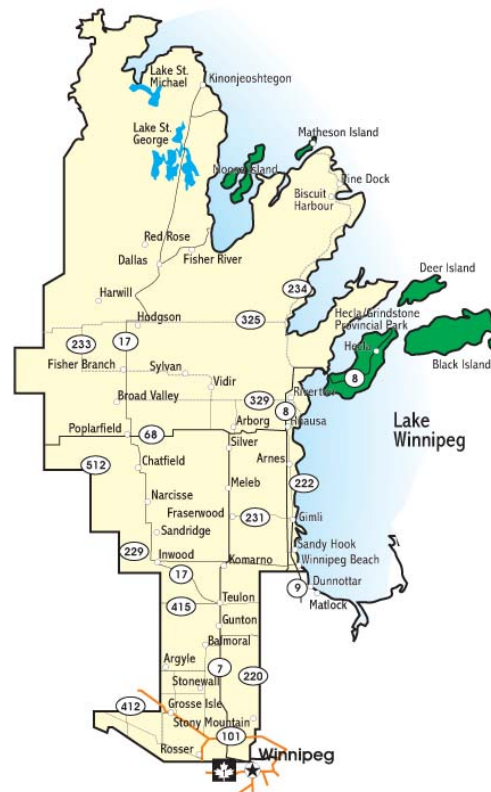 Lake St.
Michael
Kinonjeoshtegon
Lake St.
George
Matheson Island
Moose Island
Pine Dock
Biscuit
Harbour
Red Rose
Dallas
Fisher River
Deer Island
Harwill
234
Hecla/Grindstone
Provincial Park
Hodgson
325
Hecla
233
17
Black Island
Fisher Branch
Sylvan
8
Vidir
Broad Valley
329
Riverton
8
Lake
Winnipeg
Poplarfield
68
Arborg
Hnausa
Silver
512
Chatfield
Arnes
222
Meleb
Narcisse
Fraserwood
231
Gimli
Sandridge
229
Sandy Hook
Inwood
Komarno
Winnipeg Beach
17
9
Dunnottar
Matlock
415
Teulon
Gunton
Balmoral
Argyle
7
220
Stonewall
412
Grosse Isle
Stony Mountain
101
Rosser
1
Winnipeg